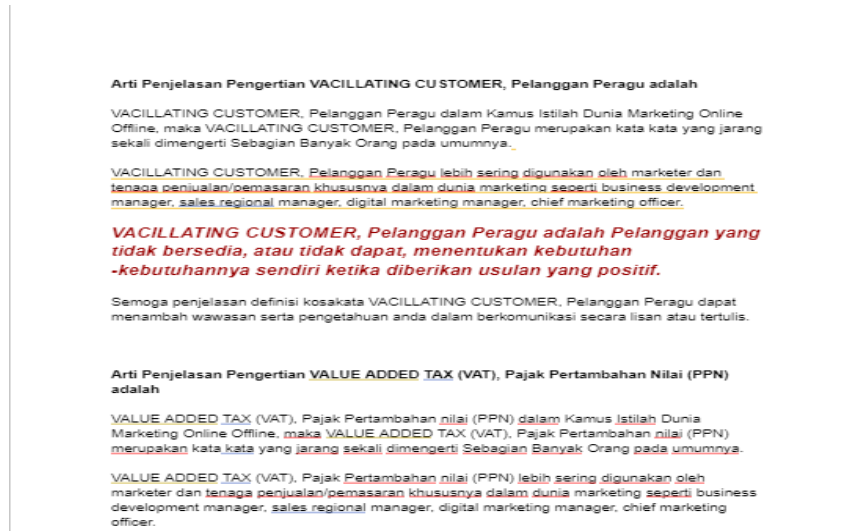 Arti Penjelasan Pengertian VACILLATING CUSTOMER, Pelanggan Peragu adalah
VACILLATING CUSTOMER, Pelanggan Peragu dalam Kamus Istilah Dunia Marketing Online
Offline, maka VACILLATING CUSTOMER, Pelanggan Peragu merupakan kata kata yang jarang
sekali dimengerti Sebagian Banyak Orang pada umumnya.
VACILLATING CUSTOMER, Pelanggan Peragu lebih sering digunakan oleh marketer dan
tenaga penjualan/pemasaran khususnya dalam dunia marketing seperti business development
manager, sales regional manager, digital marketing manager, chief marketing officer.
VACILLATING CUSTOMER, Pelanggan Peragu adalah Pelanggan yang
tidak bersedia, atau tidak dapat, menentukan kebutuhan
-kebutuhannya sendiri ketika diberikan usulan yang positif.
Semoga penjelasan definisi kosakata VACILLATING CUSTOMER, Pelanggan Peragu dapat
menambah wawasan serta pengetahuan anda dalam berkomunikasi secara lisan atau tertulis.
Arti Penjelasan Pengertian VALUE ADDED TAX (VAT), Pajak Pertambahan Nilai (PPN)
adalah
VALUE ADDED TAX (VAT), Pajak Pertambahan nilai (PPN) dalam Kamus Istilah Dunia
Marketing Online Offline, maka VALUE ADDED TAX (VAT), Pajak Pertambahan nilai (PPN)
merupakan kata kata yang jarang sekali dimengerti Sebagian Banyak Orang pada umumnya.
VALUE ADDED TAX (VAT), Pajak Pertambahan nilai (PPN) lebih sering digunakan oleh
marketer dan tenaga penjualan/pemasaran khususnya dalam dunia marketing seperti business
development manager, sales regional manager, digital marketing manager, chief marketing
officer.